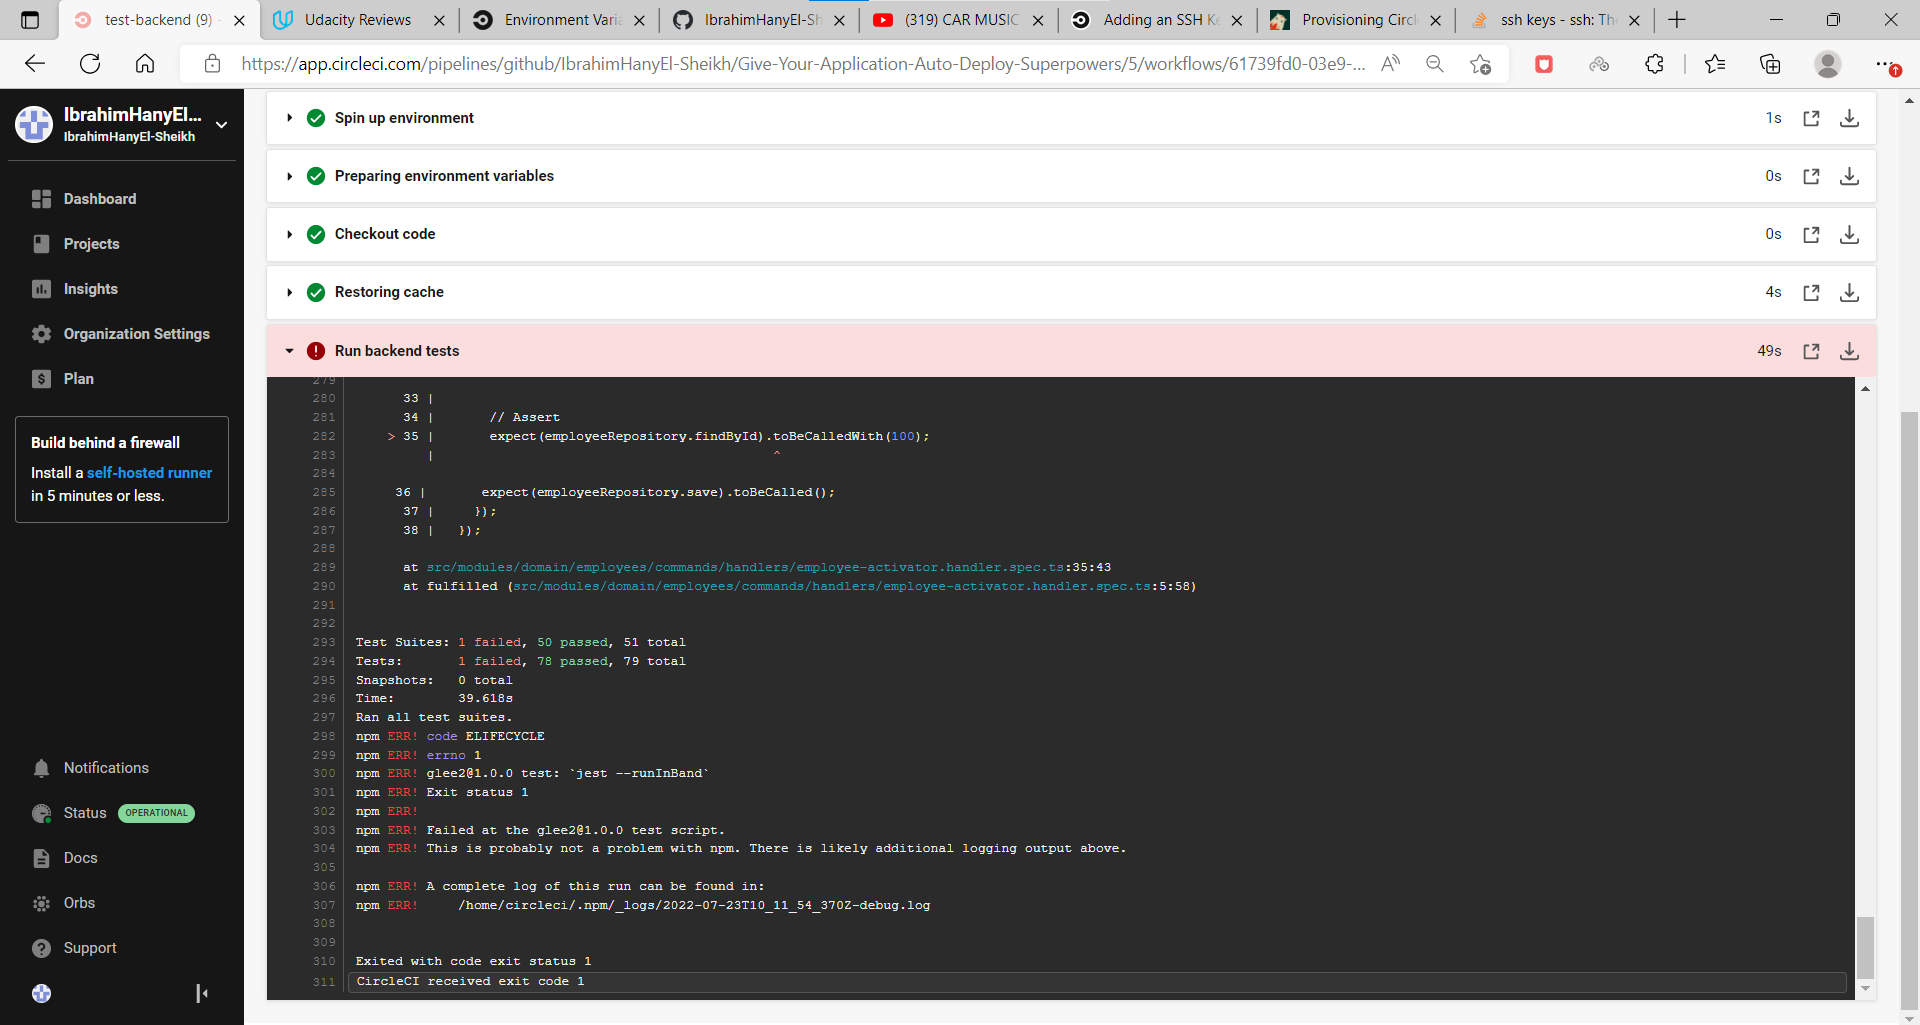 test-backend (9) -
Udacity Reviews
Environment Varia
IbrahimHanyEl-Sh
(319) CAR MUSIC
Adding an SSH Ke
Provisioning Circl
ssh keys - ssh: The
https://app.circleci.com/pipelines/github/IbrahimHanyEl-Sheikh/Give-Your-Application-Auto-Deploy-Superpowers/5/workflows/61739fd0-03e9-...
IbrahimHanyEl...
IbrahimHanyEl-Sheikh
Dashboard
Projects
Insights
Organization Settings
Plan
Build behind a firewall
Install a self-hosted runner
in 5 minutes or less.
Notifications
Status OPERATIONAL
Docs
Orbs
Support
Spin up environment 1s
Preparing environment variables 0s
Checkout code 0s
Restoring cache 4s
Run backend tests 49s
279
280 33 |
281 34 | // Assert
282 > 35 | expect(employeeRepository.findById).toBeCalledWith(100);
283 | ^
284
285 36 | expect(employeeRepository.save).toBeCalled();
286 37 | });
287 38 | });
288
289 at src/modules/domain/employees/commands/handlers/employee-activator.handler.spec.ts:35:43
290 at fulfilled (src/modules/domain/employees/commands/handlers/employee-activator.handler.spec.ts:5:58)
291
292
293 Test Suites: 1 failed, 50 passed, 51 total
294 Tests: 1 failed, 78 passed, 79 total
295 Snapshots: 0 total
296 Time: 39.618s
297 Ran all test suites.
298 npm ERR! code ELIFECYCLE
299 npm ERR! errno 1
300 npm ERR! glee2@1.0.0 test: `jest --runInBand`
301 npm ERR! Exit status 1
302 npm ERR!
303 npm ERR! Failed at the glee2@1.0.0 test script.
304 npm ERR! This is probably not a problem with npm. There is likely additional logging output above.
305
306 npm ERR! A complete log of this run can be found in:
307 npm ERR! /home/circleci/.npm/_logs/2022-07-23T10_11_54_370Z-debug.log
308
309
310 Exited with code exit status 1
311 CircleCI received exit code 1